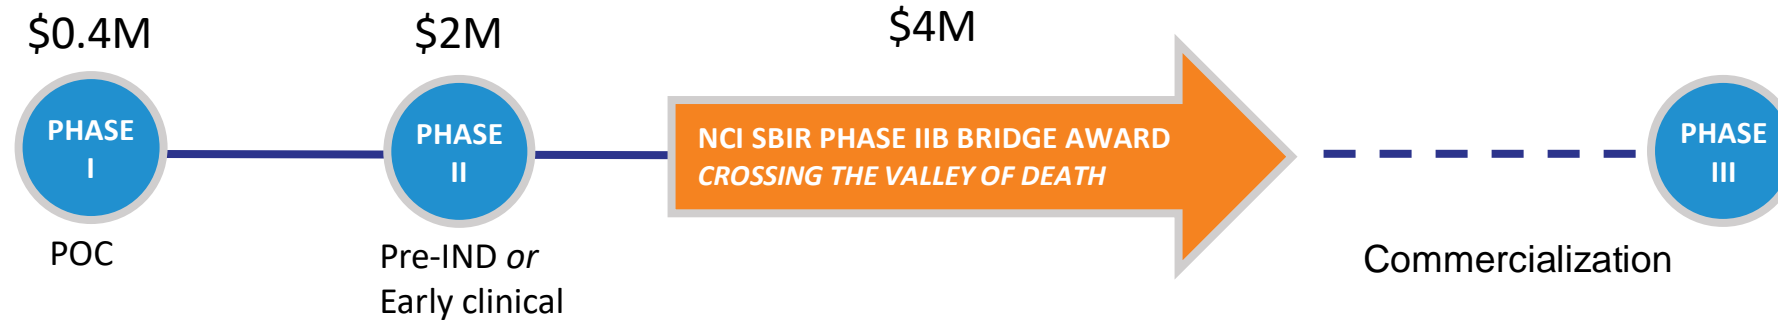 $0.4M
$2M
$4M
PHASE
I
PHASE
II
NCI SBIR PHASE IIB BRIDGE AWARD
CROSSING THE VALLEY OF DEATH
PHASE
III
POC
Pre-IND or
Early clinical
Commercialization